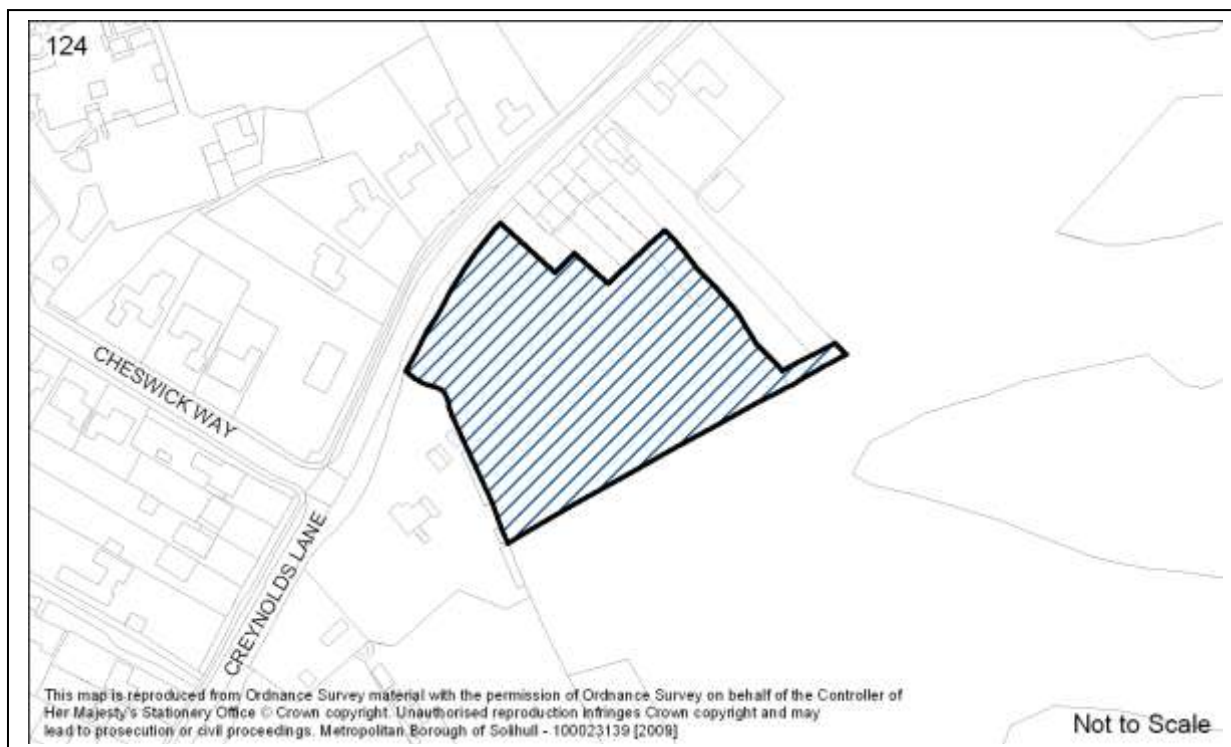 124
CHESWICK WAY
CREYNOLDS LANE
This map is reproduced from Ordnance Survey material with the permission of Ordnance Survey on behalf of the Controller of
Her Majesty's Stationery Office © Crown copyright. Unauthorised reproduction infringes Crown copyright and may
lead to prosecution or civil proceedings. Metropolitan Borough of Solihull - 100023139 [2009]
Not to Scale